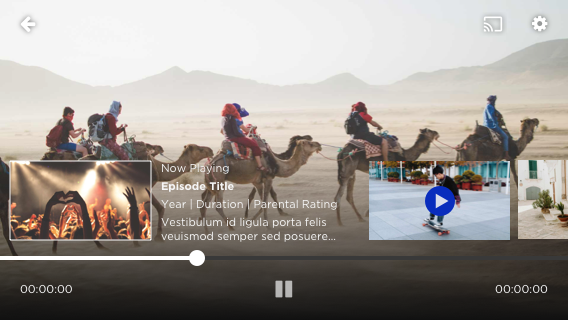 Now Playing
Episode Title
Year | Duration | Parental Rating
Vestibulum id ligula porta felis
veuismod semper sed posuere...
00:00:00
00:00:00